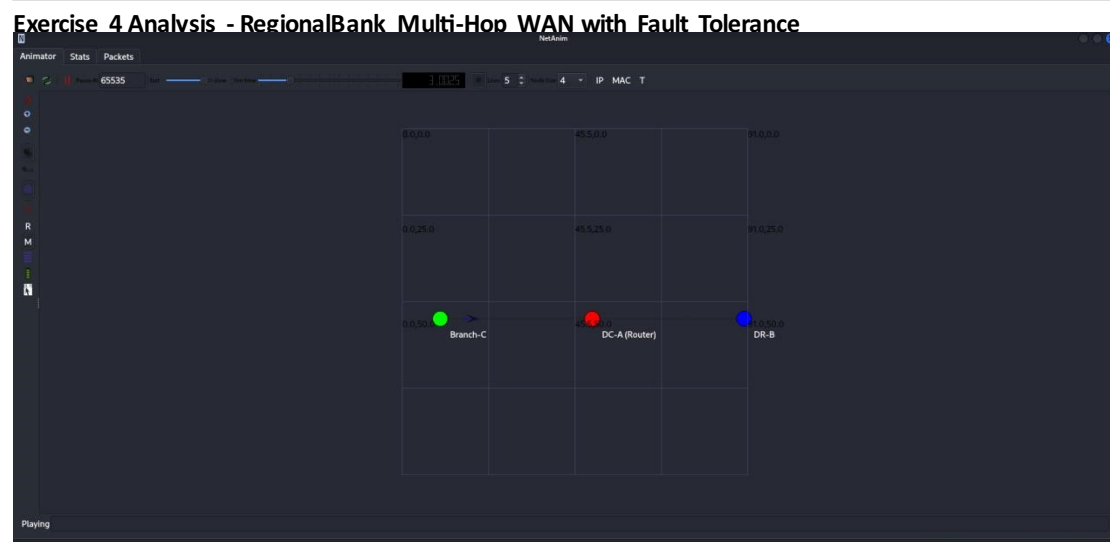 Exercise 4 Analysis - RegionalBank Multi-Hop WAN with Fault Tolerance
NetAnim
Animator Stats Packets
65535 3.0025 5 4 IP MAC T
0.0,0.0 45.5,0.0 91.0,0.0
R
M
0.0,25.0 45.5,25.0 91.0,25.0
Branch-C DC-A (Router) DR-B
Playing